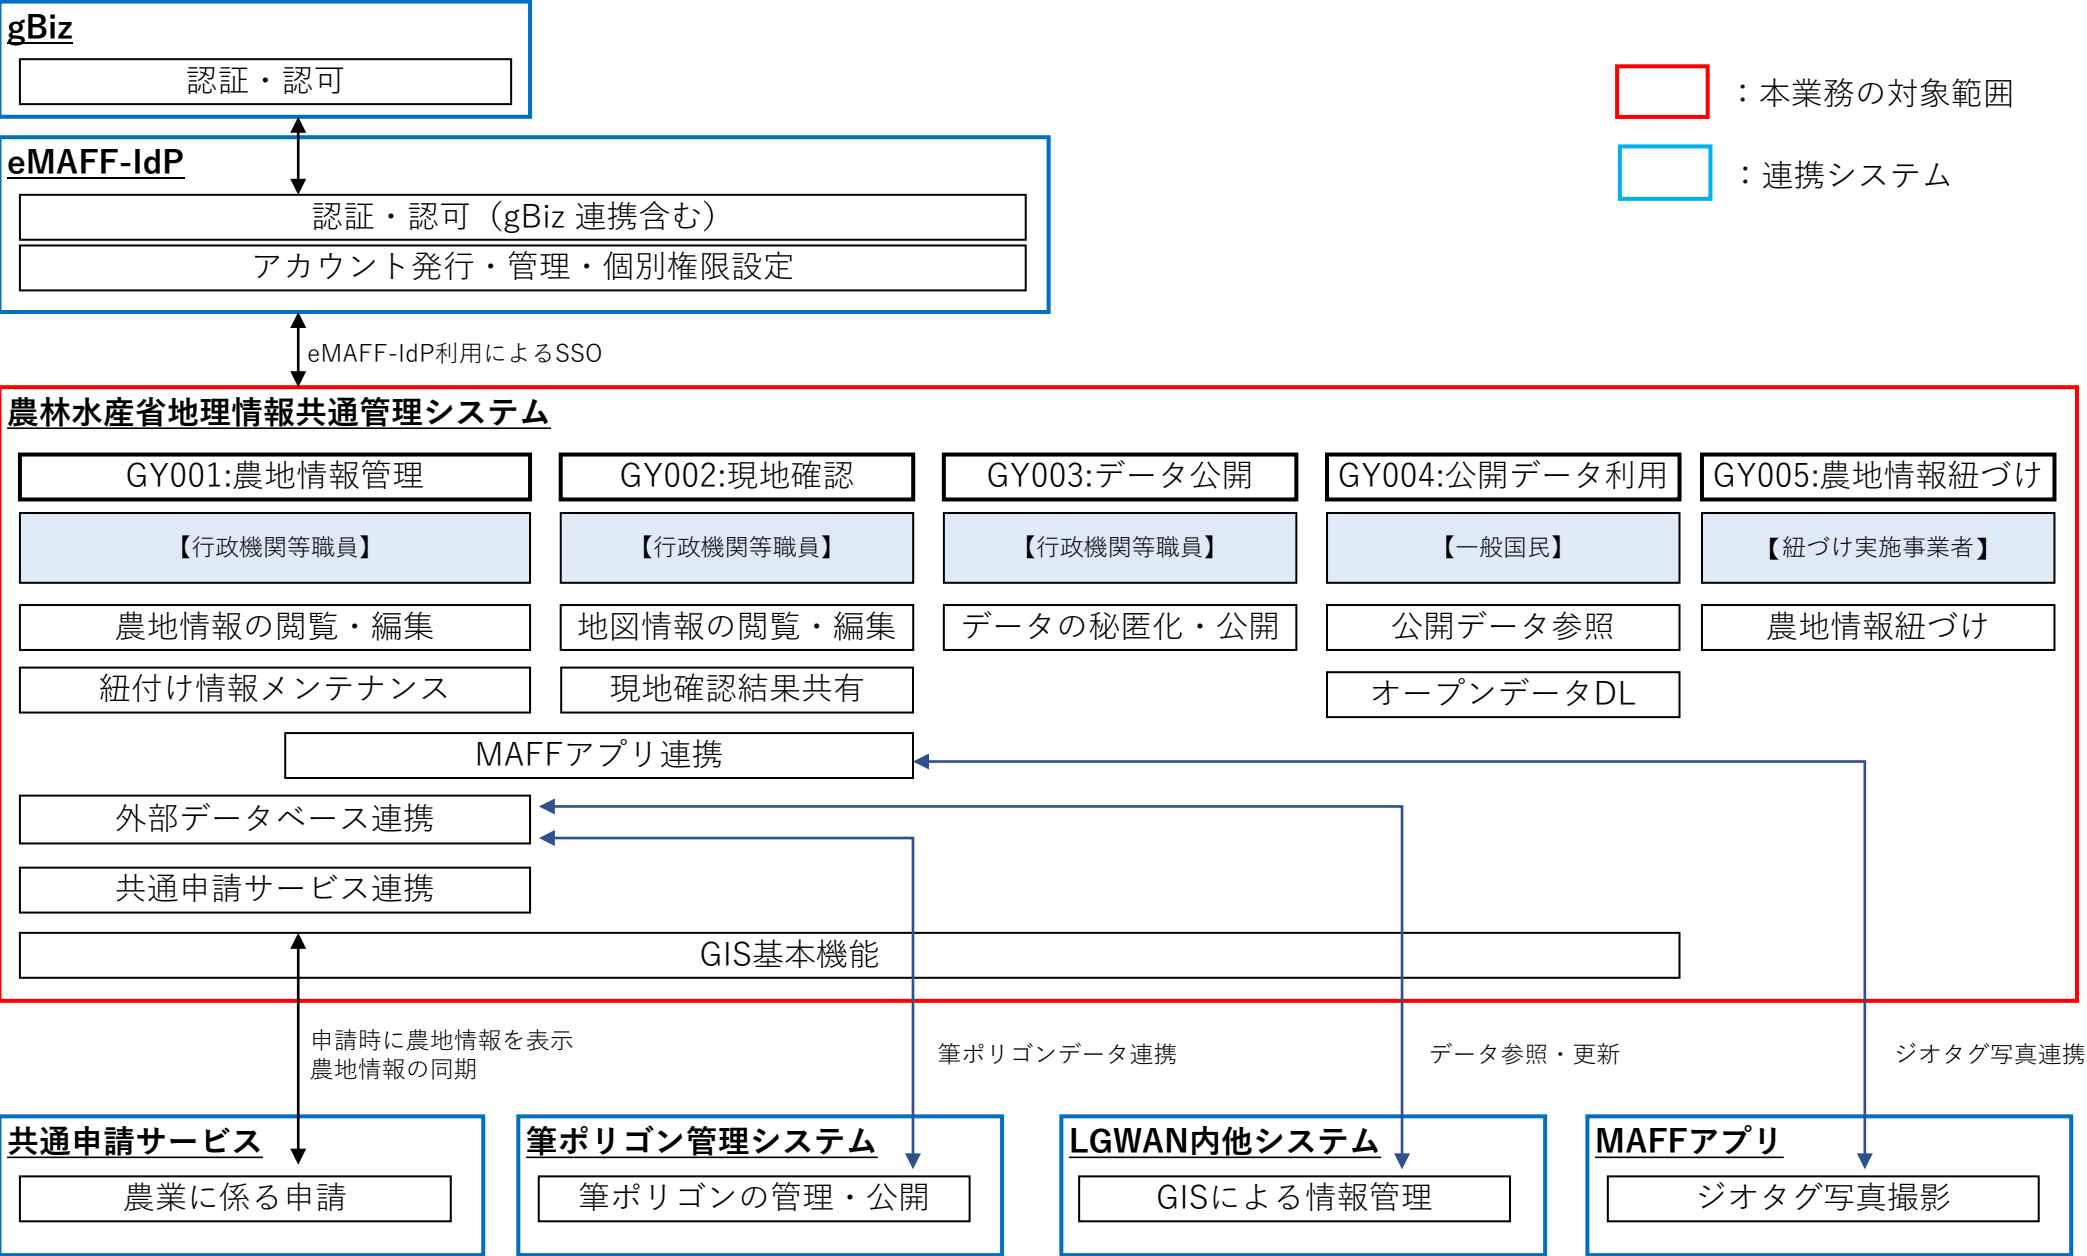 gBiz
認証・認可
：本業務の対象範囲
eMAFF-IdP
：連携システム
認証・認可（gBiz 連携含む）
アカウント発行・管理・個別権限設定
eMAFF-IdP利用によるSSO
農林水産省地理情報共通管理システム
GY001:農地情報管理
GY002:現地確認
GY003:データ公開
GY004:公開データ利用
GY005:農地情報紐づけ
【行政機関等職員】
【行政機関等職員】
【行政機関等職員】
【一般国民】
【紐づけ実施事業者】
農地情報の閲覧・編集
地図情報の閲覧・編集
データの秘匿化・公開
公開データ参照
農地情報紐づけ
紐付け情報メンテナンス
現地確認結果共有
オープンデータDL
MAFFアプリ連携
外部データベース連携
共通申請サービス連携
GIS基本機能
申請時に農地情報を表示
農地情報の同期
筆ポリゴンデータ連携
データ参照・更新
ジオタグ写真連携
共通申請サービス
農業に係る申請
筆ポリゴン管理システム
筆ポリゴンの管理・公開
LGWAN内他システム
GISによる情報管理
MAFFアプリ
ジオタグ写真撮影